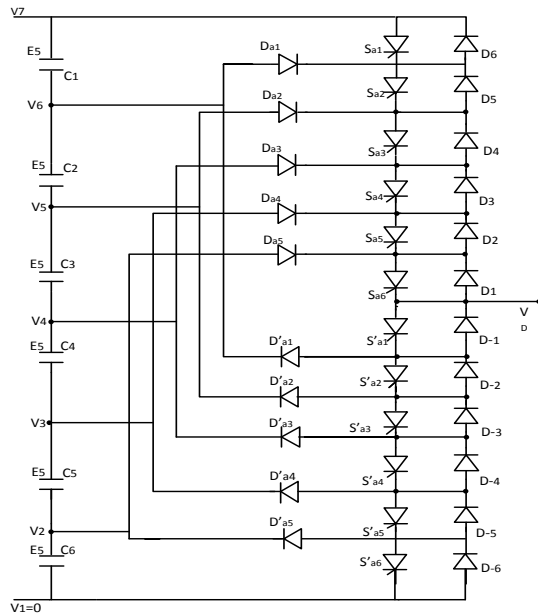 V7
E5
C1
V6
E5
C2
V5
E5
C3
V4
E5
C4
V3
E5
C5
V2
E5
C6
V1=0
Da1
Da2
Da3
Da4
Da5
D'a1
D'a2
D'a3
D'a4
D'a5
Sa1
Sa2
Sa3
Sa4
Sa5
Sa6
S'a1
S'a2
S'a3
S'a4
S'a5
S'a6
D6
D5
D4
D3
D2
D1
D-1
D-2
D-3
D-4
D-5
D-6
V
D